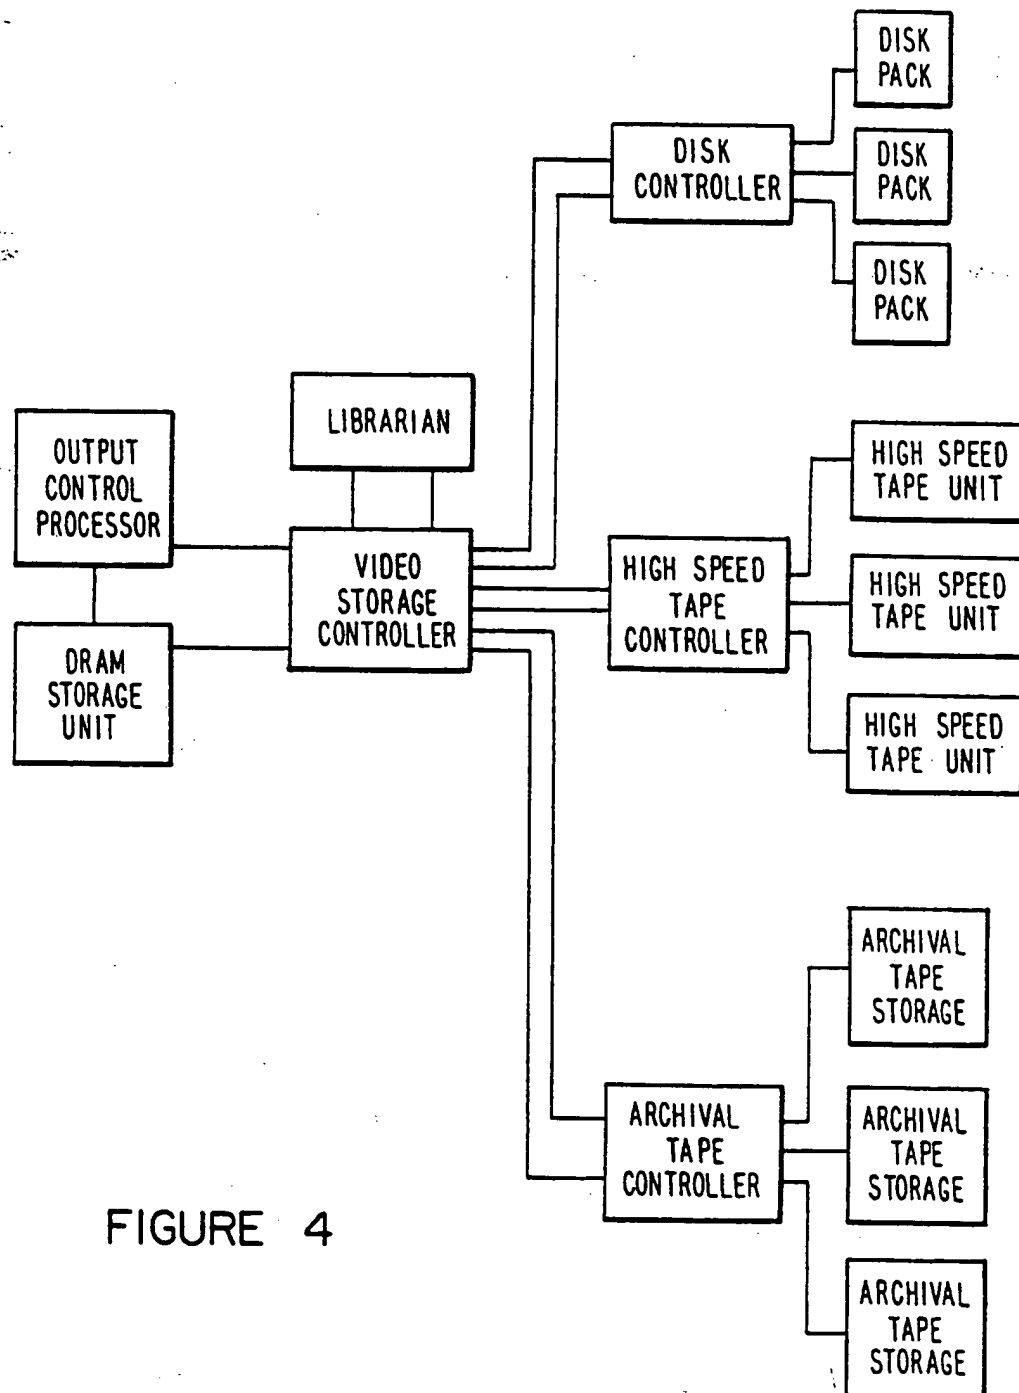 DISK
PACK
DISK
CONTROLLER
DISK
PACK
DISK
PACK
LIBRARIAN
OUTPUT
CONTROL
PROCESSOR
VIDEO
STORAGE
CONTROLLER
DRAM
STORAGE
UNIT
HIGH SPEED
TAPE
CONTROLLER
HIGH SPEED
TAPE UNIT
HIGH SPEED
TAPE UNIT
HIGH SPEED
TAPE UNIT
ARCHIVAL
TAPE
CONTROLLER
ARCHIVAL
TAPE
STORAGE
ARCHIVAL
TAPE
STORAGE
ARCHIVAL
TAPE
STORAGE
FIGURE 4